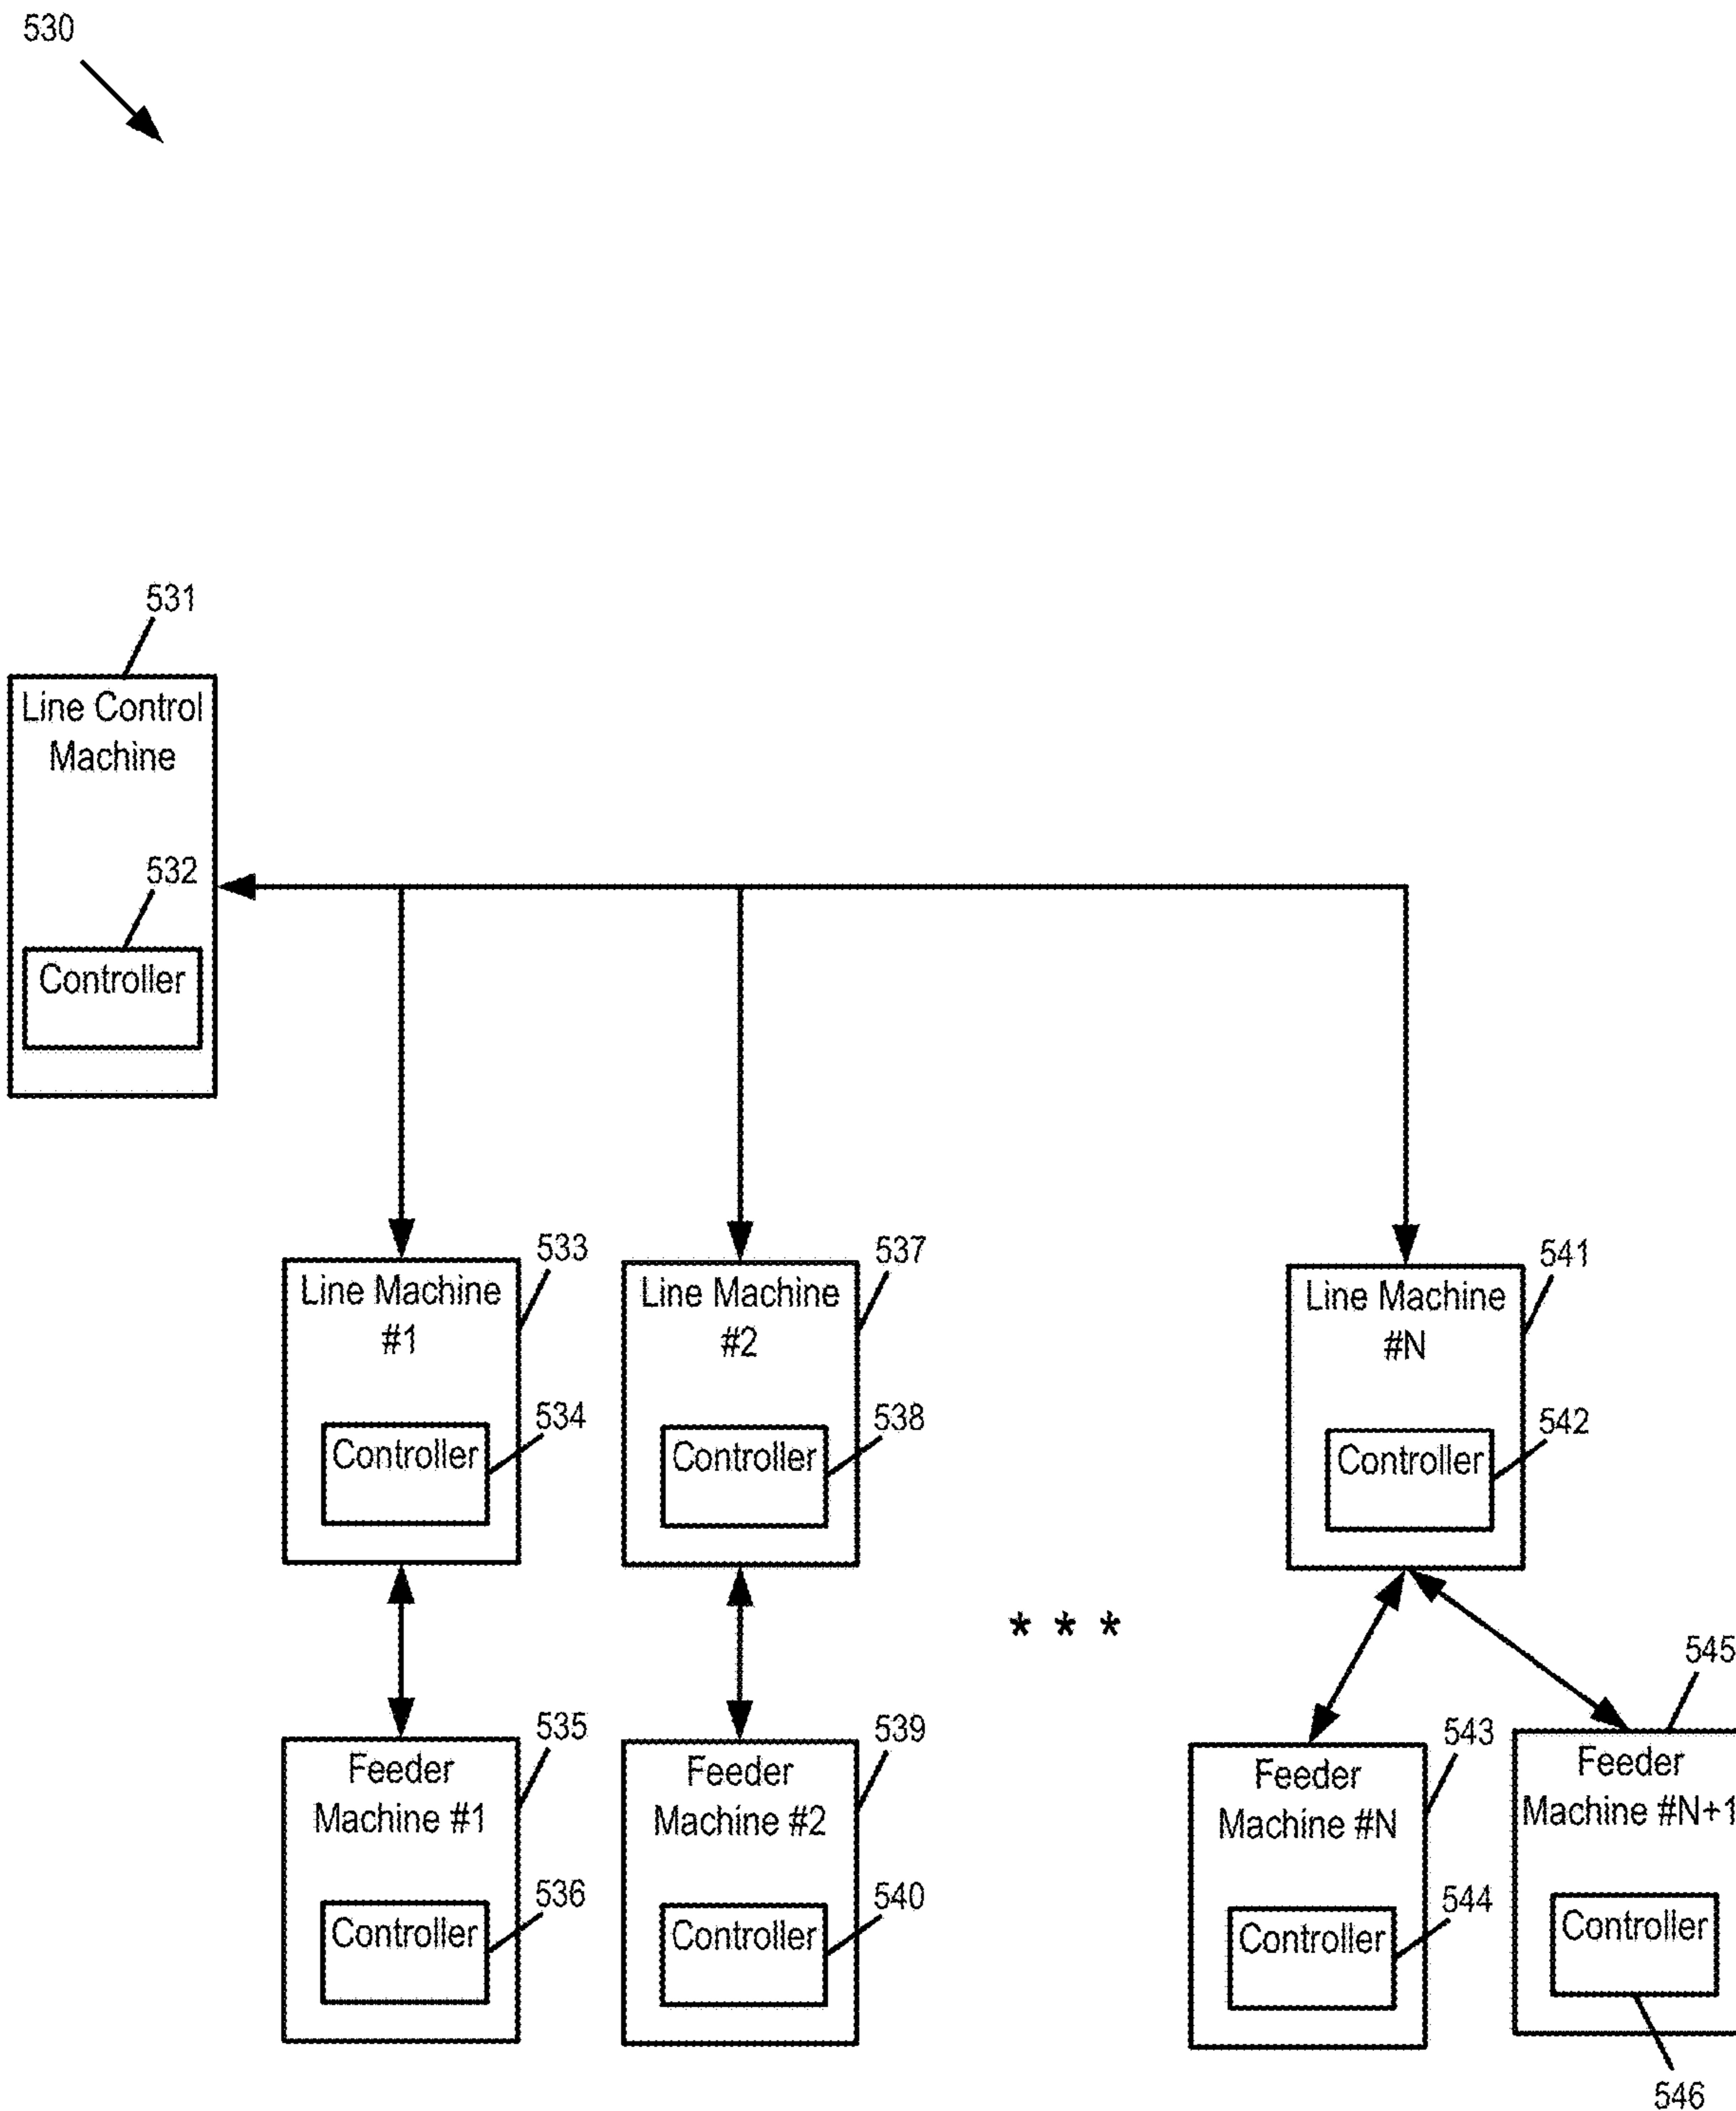 530
531
Line Control
Machine
532
Controller
533
Line Machine
#1
534
Controller
537
Line Machine
#2
538
Controller
541
Line Machine
#N
542
Controller
* * *
535
Feeder
Machine #1
536
Controller
539
Feeder
Machine #2
540
Controller
543
Feeder
Machine #N
544
Controller
545
Feeder
Machine #N+1
Controller
546